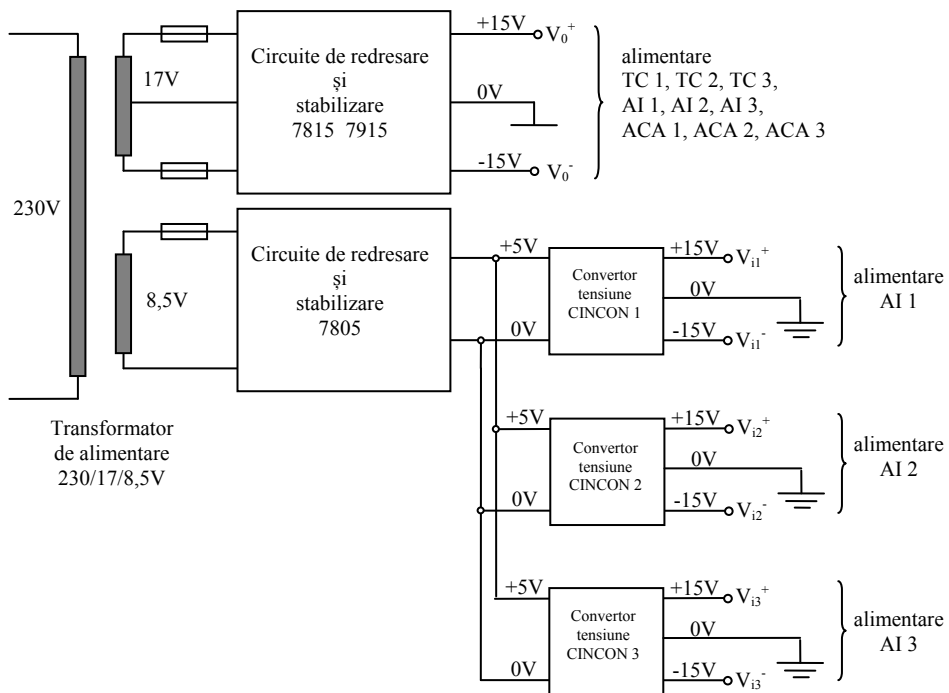 230V
17V
Circuite de redresare
și
stabilizare
7815 7915
+15V
V₀⁺
0V
-15V
V₀⁻
alimentare
TC 1, TC 2, TC 3,
AI 1, AI 2, AI 3,
ACA 1, ACA 2, ACA 3
8,5V
Circuite de redresare
și
stabilizare
7805
Transformator
de alimentare
230/17/8,5V
+5V
0V
Convertor
tensiune
CINCON 1
+15V
Vi1⁺
0V
-15V
Vi1⁻
alimentare
AI 1
+5V
0V
Convertor
tensiune
CINCON 2
+15V
Vi2⁺
0V
-15V
Vi2⁻
alimentare
AI 2
+5V
0V
Convertor
tensiune
CINCON 3
+15V
Vi3⁺
0V
-15V
Vi3⁻
alimentare
AI 3